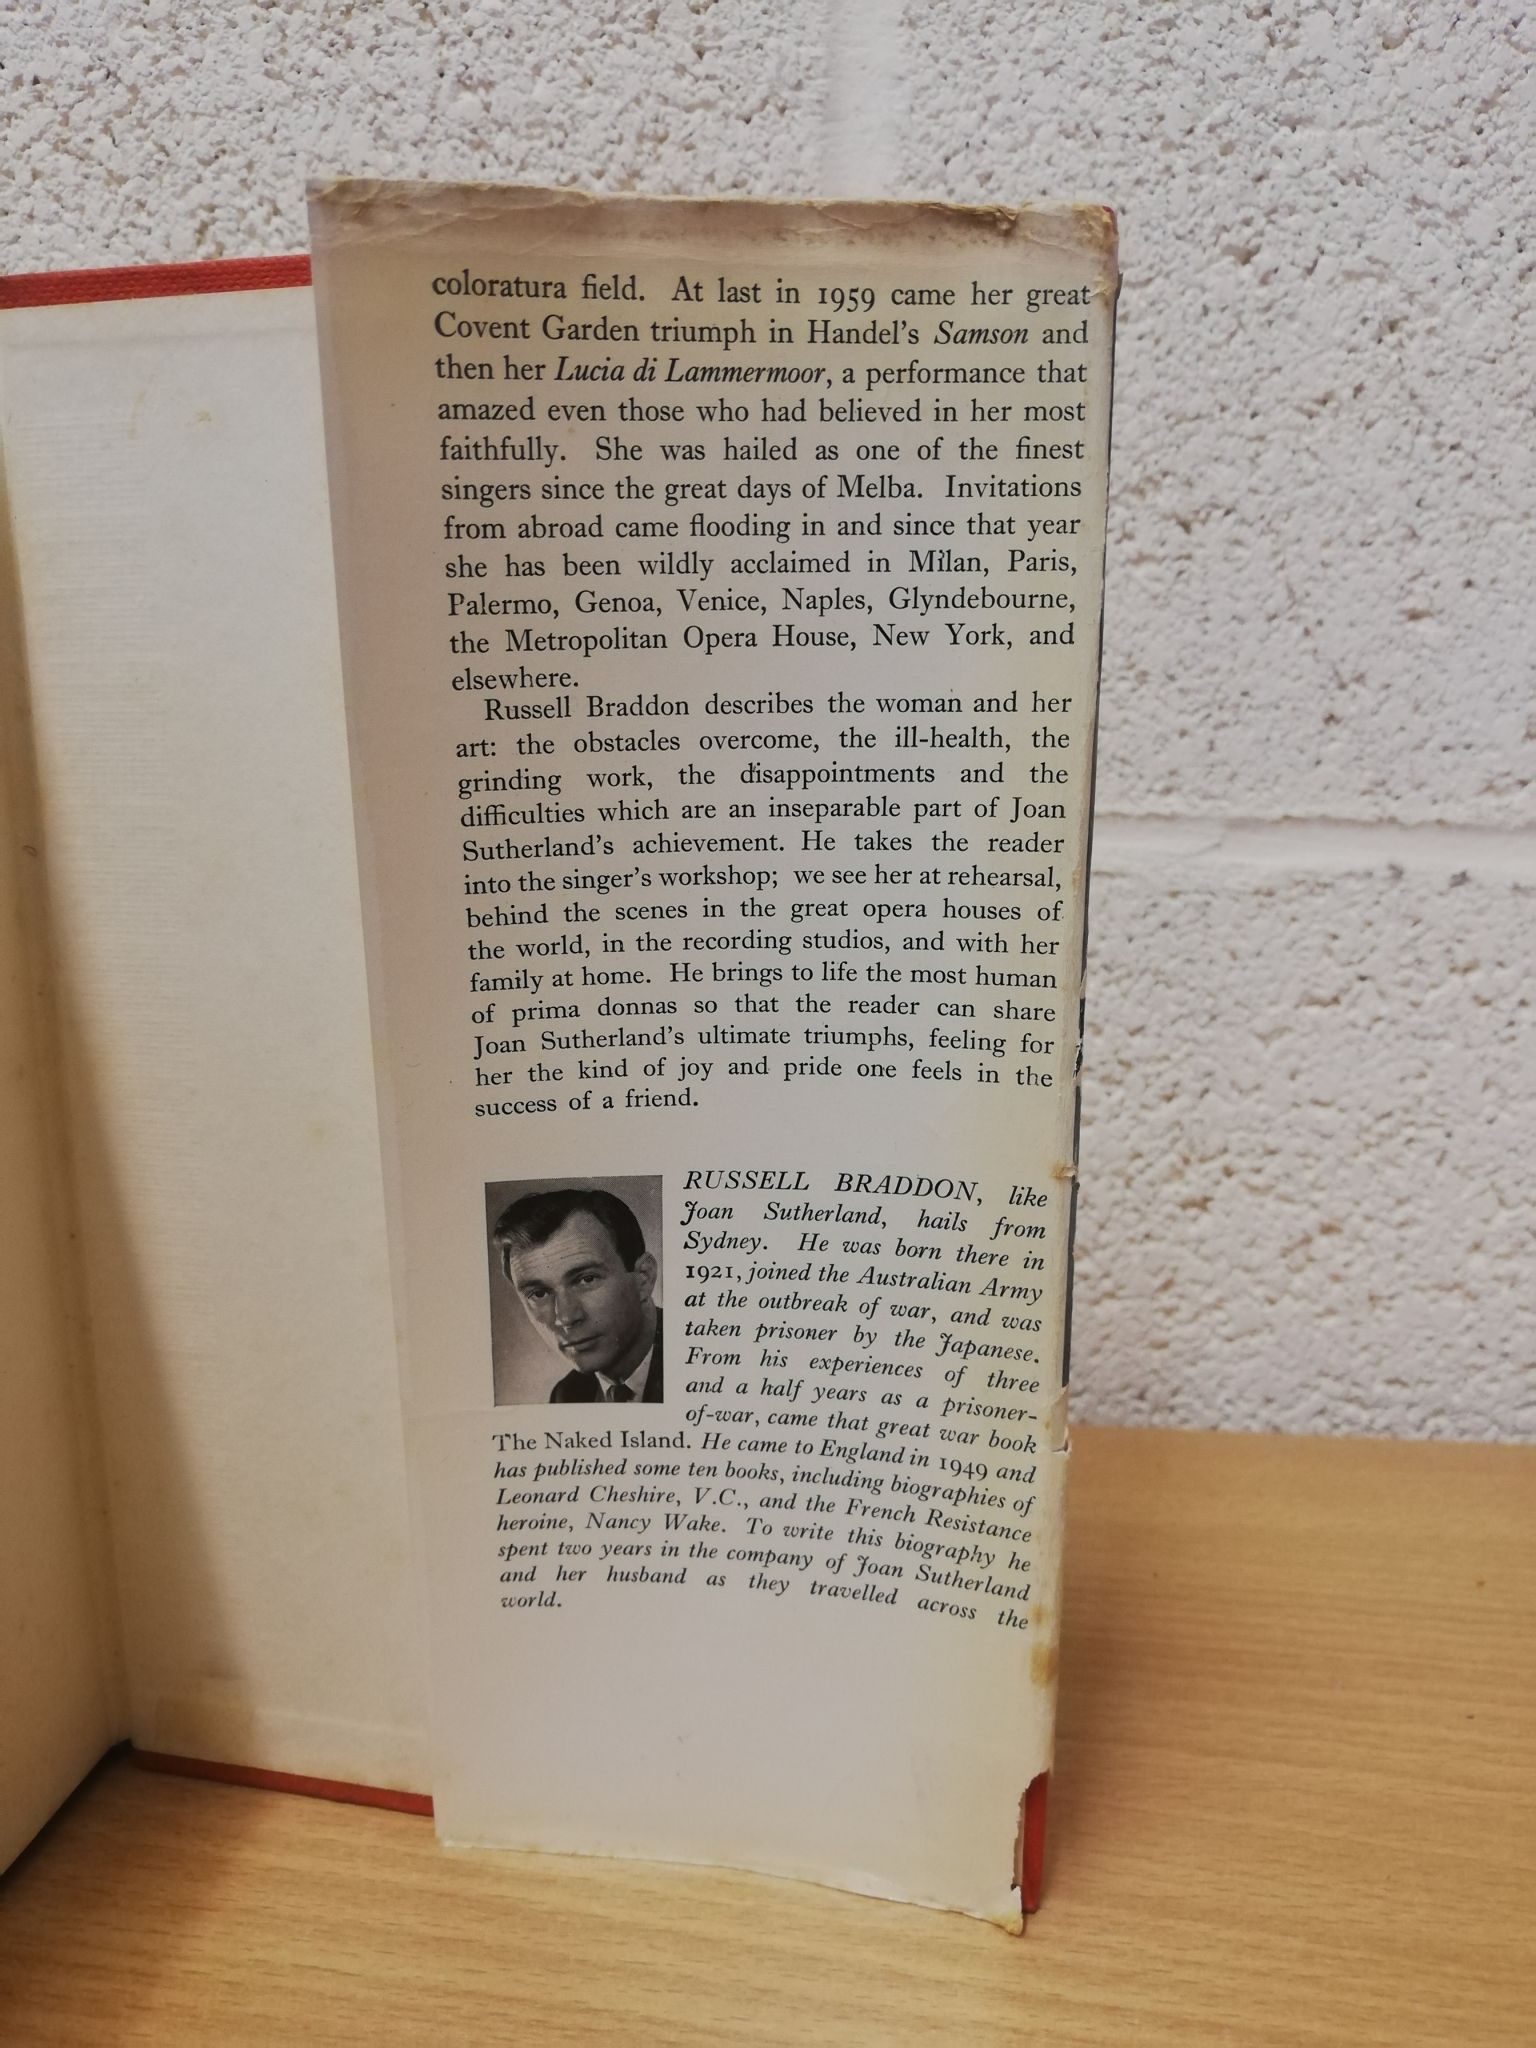 coloratura field. At last in 1959 came her great
Covent Garden triumph in Handel's Samson and
then her Lucia di Lammermoor, a performance that
amazed even those who had believed in her most
faithfully. She was hailed as one of the finest
singers since the great days of Melba. Invitations
from abroad came flooding in and since that year
she has been wildly acclaimed in Milan, Paris,
Palermo, Genoa, Venice, Naples, Glyndebourne,
the Metropolitan Opera House, New York, and
elsewhere.
Russell Braddon describes the woman and her
art: the obstacles overcome, the ill-health, the
grinding work, the disappointments and the
difficulties which are an inseparable part of Joan
Sutherland's achievement. He takes the reader
into the singer's workshop; we see her at rehearsal,
behind the scenes in the great opera houses of
the world, in the recording studios, and with her
family at home. He brings to life the most human
of prima donnas so that the reader can share
Joan Sutherland's ultimate triumphs, feeling for
her the kind of joy and pride one feels in the
success of a friend.
RUSSELL BRADDON, like
Joan Sutherland, hails from
Sydney. He was born there in
1921, joined the Australian Army
at the outbreak of war, and was
taken prisoner by the Japanese.
From his experiences of three
and a half years as a prisoner-
of-war, came that great war book
The Naked Island. He came to England in 1949 and
has published some ten books, including biographies of
Leonard Cheshire, V.C., and the French Resistance
heroine, Nancy Wake. To write this biography he
spent two years in the company of Joan Sutherland
and her husband as they travelled across the
world.